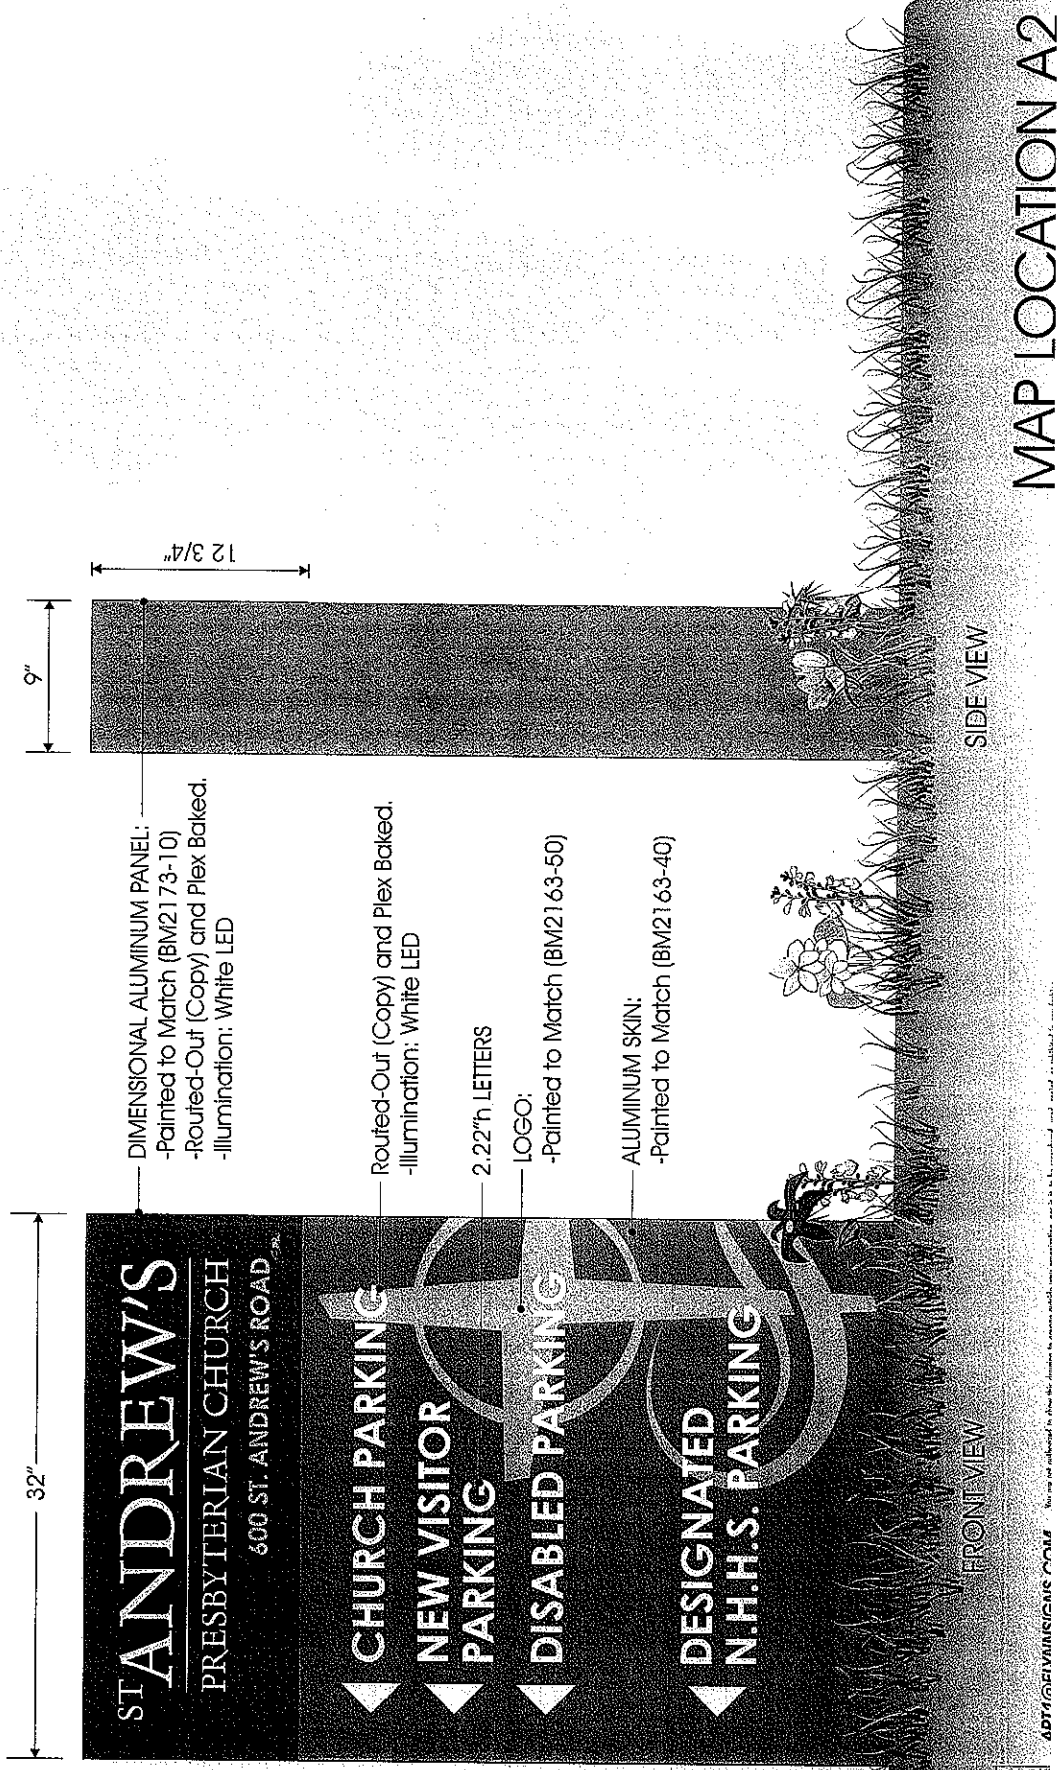 32"
9"
12 3/4"
ST ANDREW'S
PRESBYTERIAN CHURCH
600 ST. ANDREW'S ROAD
CHURCH PARKING
NEW VISITOR
PARKING
DISABLED PARKING
DESIGNATED
N.H.H.S. PARKING
DIMENSIONAL ALUMINUM PANEL:
-Painted to Match (BM2173-10)
-Routed-Out (Copy) and Plex Baked.
-Illumination: White LED
Routed-Out (Copy) and Plex Baked.
-Illumination: White LED
2.22"h LETTERS
LOGO:
-Painted to Match (BM2163-50)
ALUMINUM SKIN:
-Painted to Match (BM2163-40)
FRONT VIEW
SIDE VIEW
MAP LOCATION A2